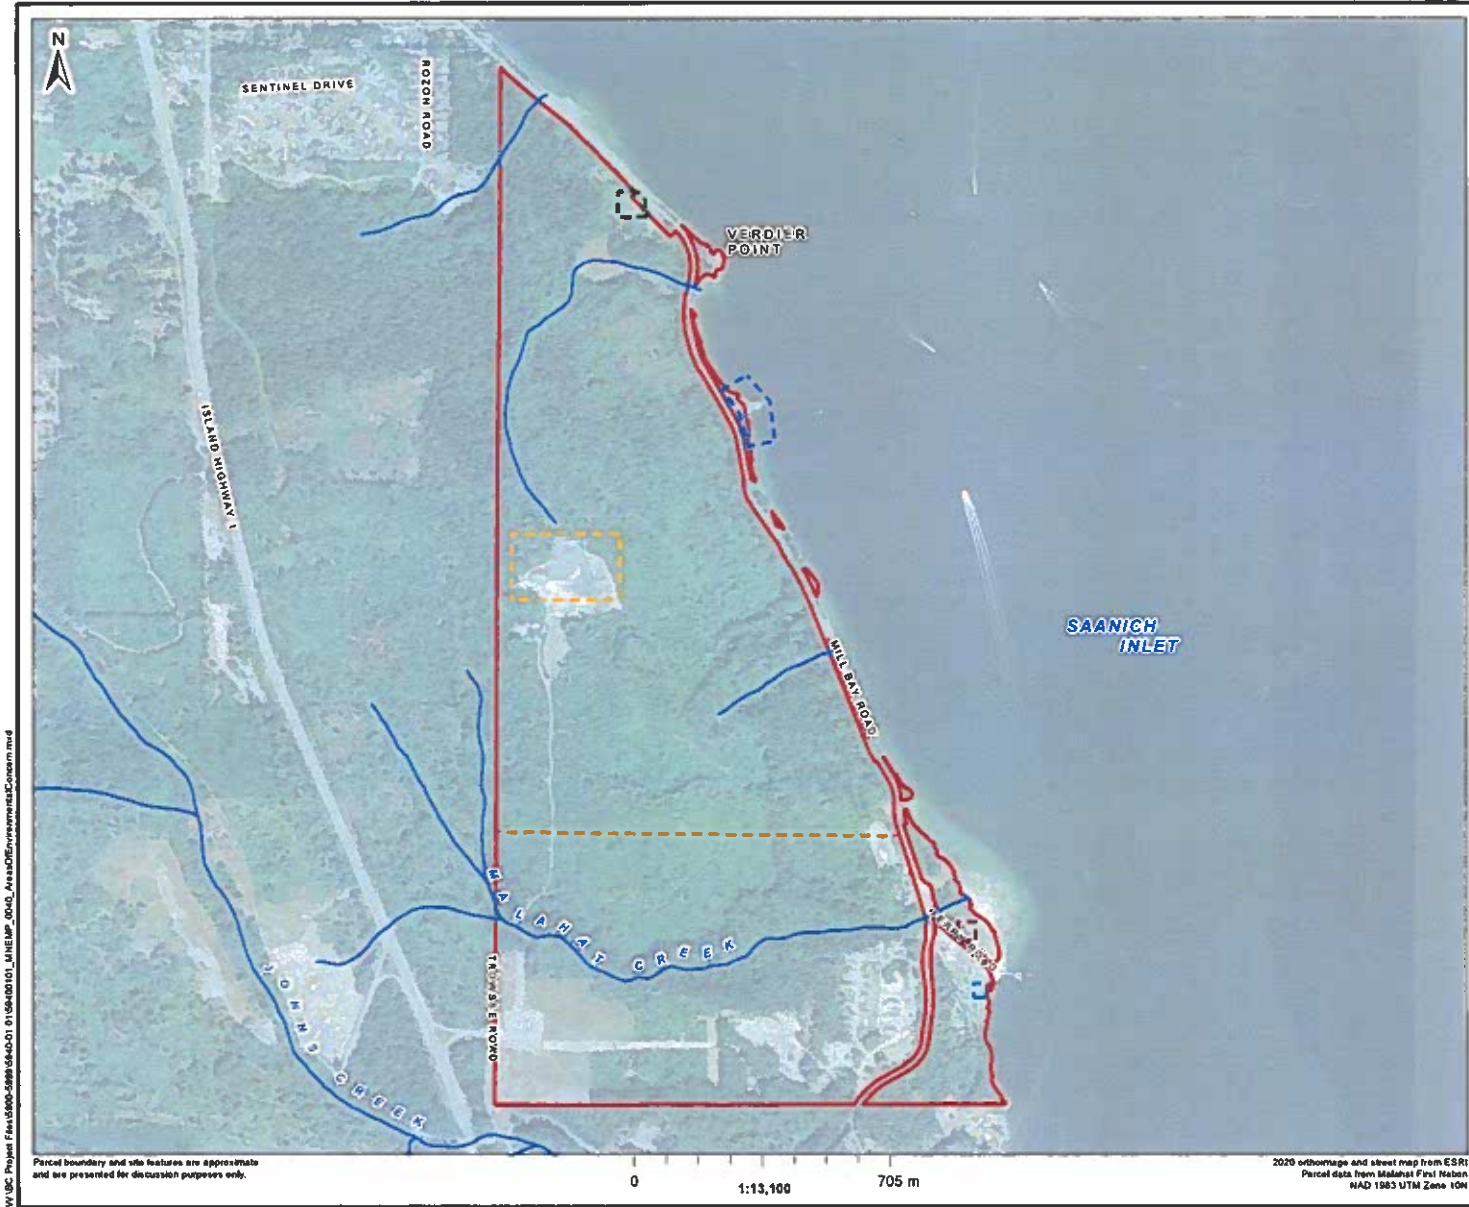 N
SENTINEL DRIVE
ROZON ROAD
VERDIER
POINT
ISLAND HIGHWAY 1
SAANICH
INLET
MILL BAY ROAD
MALAHAT CREEK
JOHNS CREEK
Parcel boundary and site features are approximate
and are presented for discussion purposes only.
0
705 m
1:13,100
2020 orthoimage and street map from ESRI
Parcel data from Malahat First Nation
NAD 1983 UTM Zone 10N